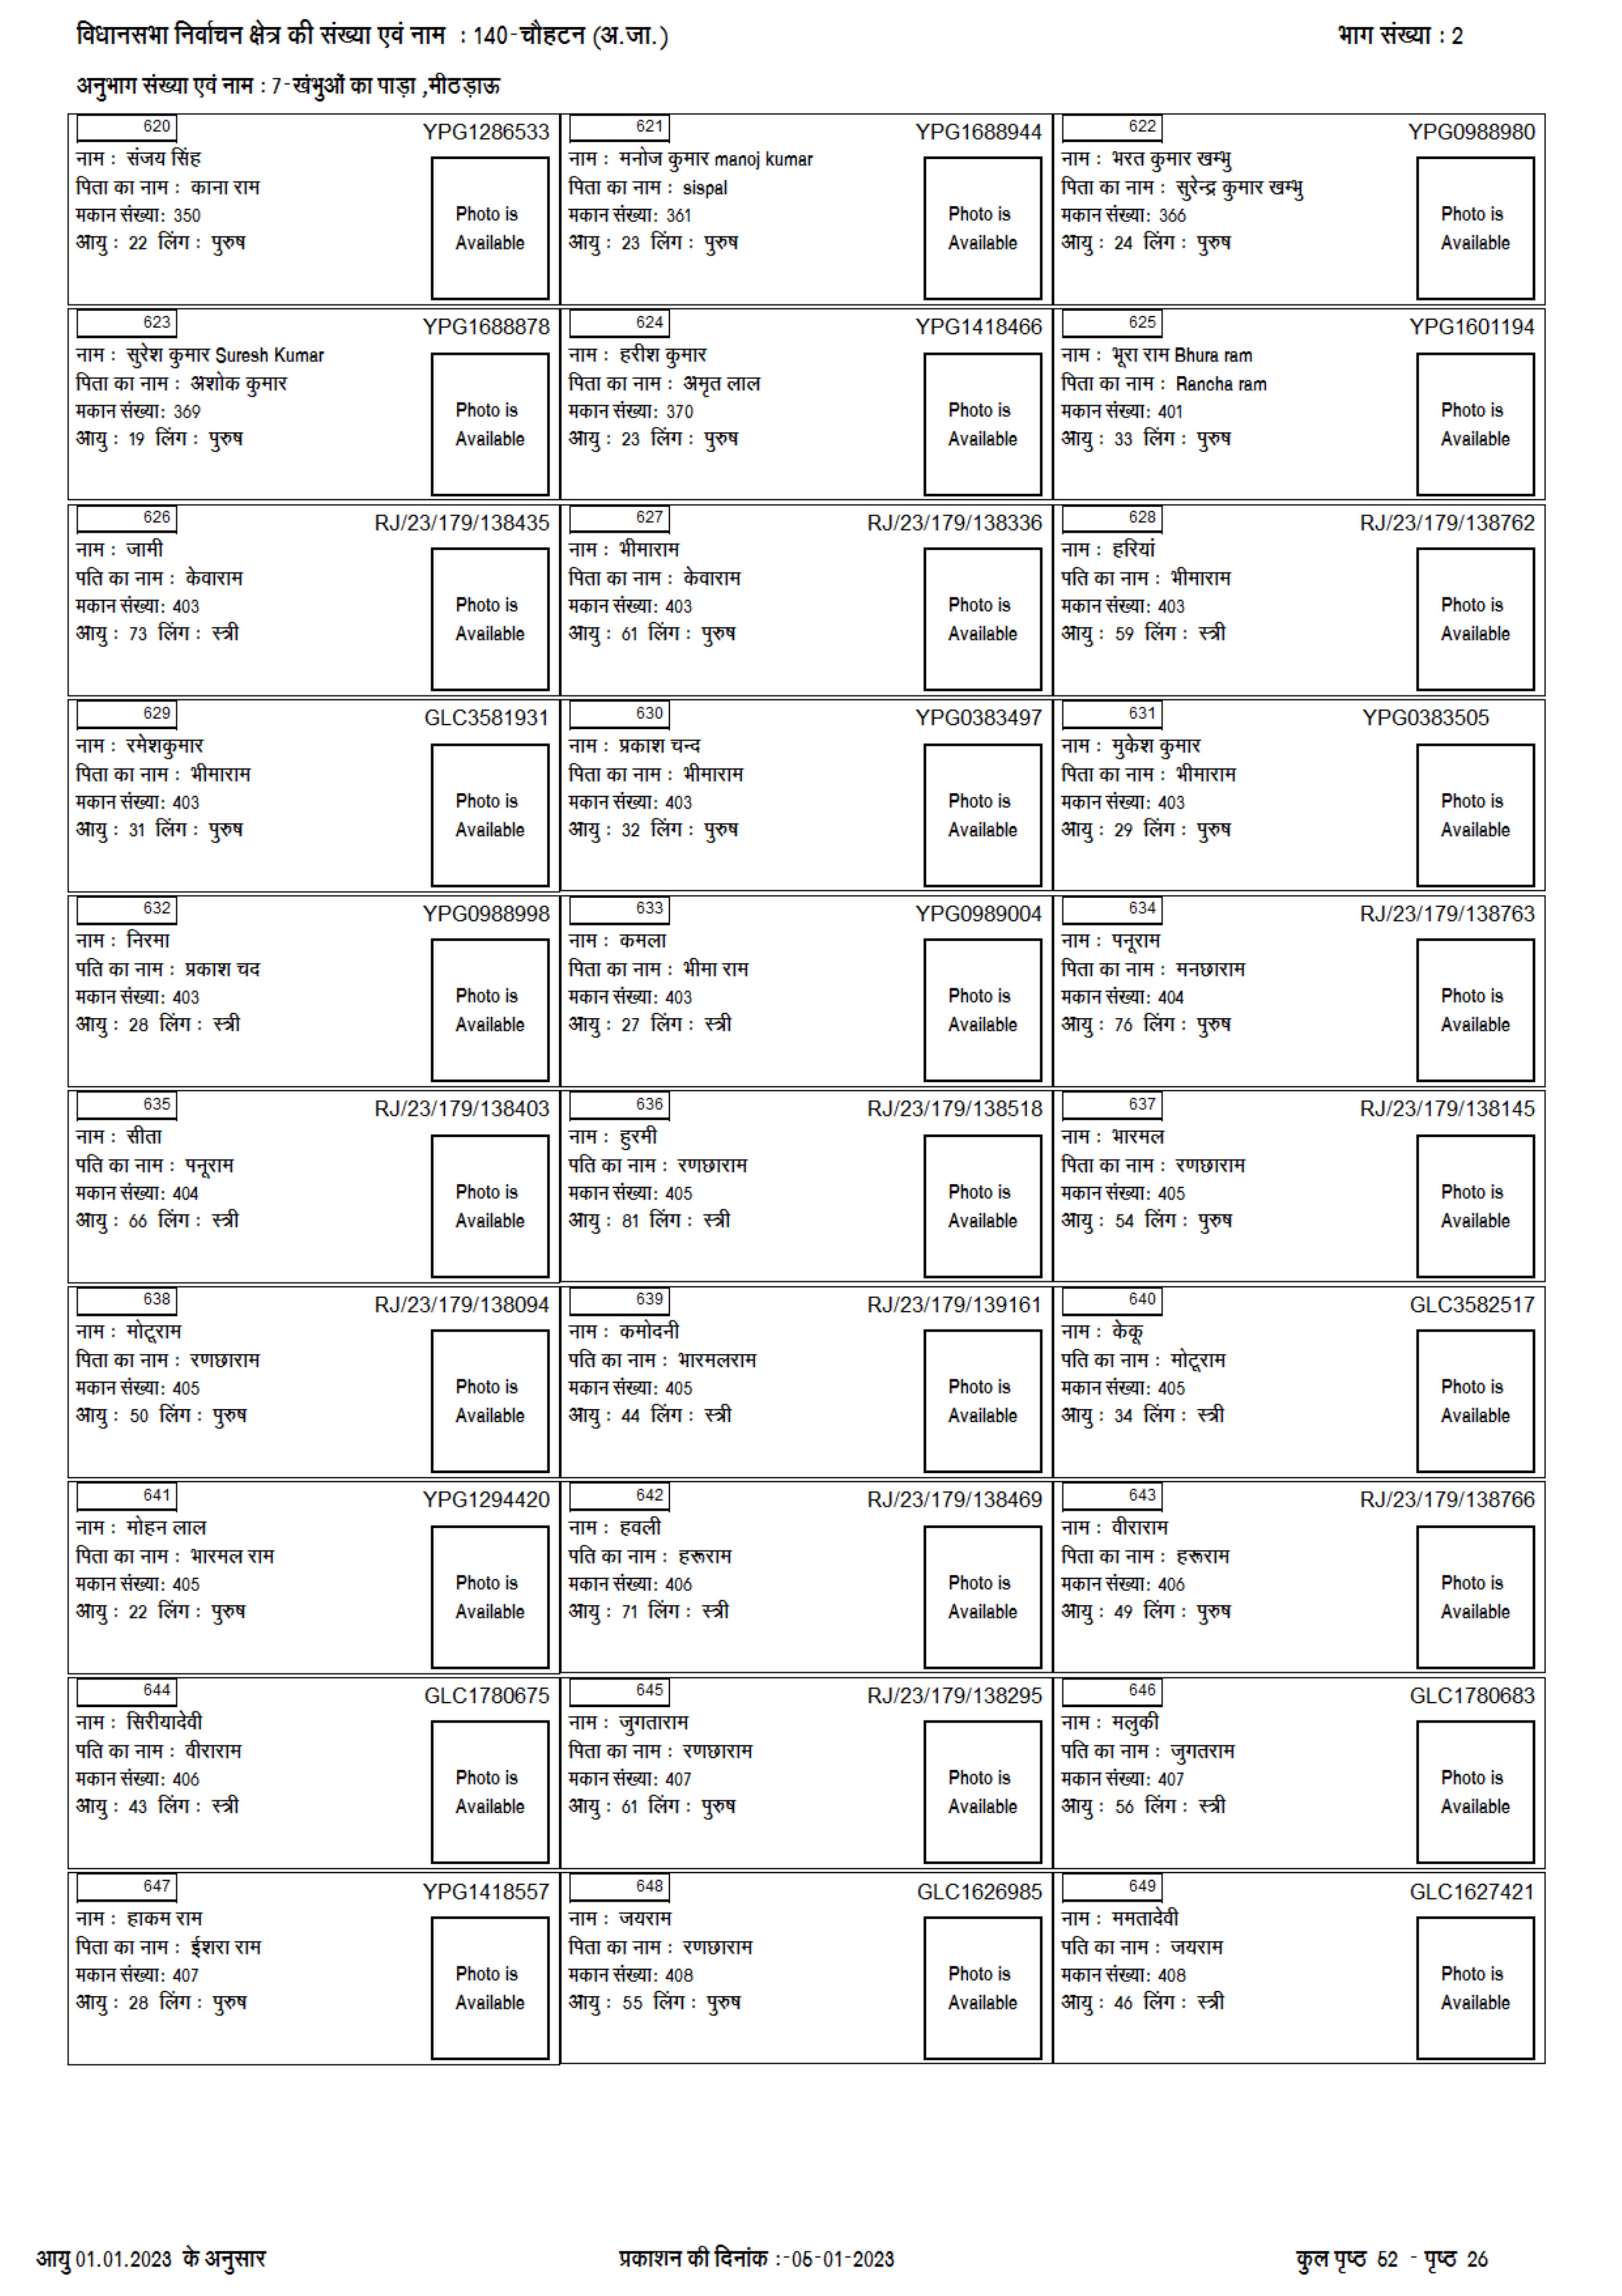 विधानसभा निर्वाचन क्षेत्र की संख्या एवं नाम : 140-चौहटन (अ.जा.)
भाग संख्या : 2
अनुभाग संख्या एवं नाम : 7-खंभुओं का पाड़ा ,मीठड़ाऊ
620 YPG1286533
नाम : संजय सिंह
पिता का नाम : काना राम
मकान संख्या: 350
आयु : 22 लिंग : पुरुष
Photo is
Available
621 YPG1688944
नाम : मनोज कुमार manoj kumar
पिता का नाम : sispal
मकान संख्या: 361
आयु : 23 लिंग : पुरुष
Photo is
Available
622 YPG0988980
नाम : भरत कुमार खम्भु
पिता का नाम : सुरेन्द्र कुमार खम्भु
मकान संख्या: 366
आयु : 24 लिंग : पुरुष
Photo is
Available
623 YPG1688878
नाम : सुरेश कुमार Suresh Kumar
पिता का नाम : अशोक कुमार
मकान संख्या: 369
आयु : 19 लिंग : पुरुष
Photo is
Available
624 YPG1418466
नाम : हरीश कुमार
पिता का नाम : अमृत लाल
मकान संख्या: 370
आयु : 23 लिंग : पुरुष
Photo is
Available
625 YPG1601194
नाम : भूरा राम Bhura ram
पिता का नाम : Rancha ram
मकान संख्या: 401
आयु : 33 लिंग : पुरुष
Photo is
Available
626 RJ/23/179/138435
नाम : जामी
पति का नाम : केवाराम
मकान संख्या: 403
आयु : 73 लिंग : स्त्री
Photo is
Available
627 RJ/23/179/138336
नाम : भीमाराम
पिता का नाम : केवाराम
मकान संख्या: 403
आयु : 61 लिंग : पुरुष
Photo is
Available
628 RJ/23/179/138762
नाम : हरियां
पति का नाम : भीमाराम
मकान संख्या: 403
आयु : 59 लिंग : स्त्री
Photo is
Available
629 GLC3581931
नाम : रमेशकुमार
पिता का नाम : भीमाराम
मकान संख्या: 403
आयु : 31 लिंग : पुरुष
Photo is
Available
630 YPG0383497
नाम : प्रकाश चन्द
पिता का नाम : भीमाराम
मकान संख्या: 403
आयु : 32 लिंग : पुरुष
Photo is
Available
631 YPG0383505
नाम : मुकेश कुमार
पिता का नाम : भीमाराम
मकान संख्या: 403
आयु : 29 लिंग : पुरुष
Photo is
Available
632 YPG0988998
नाम : निरमा
पति का नाम : प्रकाश चद
मकान संख्या: 403
आयु : 28 लिंग : स्त्री
Photo is
Available
633 YPG0989004
नाम : कमला
पिता का नाम : भीमा राम
मकान संख्या: 403
आयु : 27 लिंग : स्त्री
Photo is
Available
634 RJ/23/179/138763
नाम : पनूराम
पिता का नाम : मनछाराम
मकान संख्या: 404
आयु : 76 लिंग : पुरुष
Photo is
Available
635 RJ/23/179/138403
नाम : सीता
पति का नाम : पनूराम
मकान संख्या: 404
आयु : 66 लिंग : स्त्री
Photo is
Available
636 RJ/23/179/138518
नाम : हुरमी
पति का नाम : रणछाराम
मकान संख्या: 405
आयु : 81 लिंग : स्त्री
Photo is
Available
637 RJ/23/179/138145
नाम : भारमल
पिता का नाम : रणछाराम
मकान संख्या: 405
आयु : 54 लिंग : पुरुष
Photo is
Available
638 RJ/23/179/138094
नाम : मोटूराम
पिता का नाम : रणछाराम
मकान संख्या: 405
आयु : 50 लिंग : पुरुष
Photo is
Available
639 RJ/23/179/139161
नाम : कमोदनी
पति का नाम : भारमलराम
मकान संख्या: 405
आयु : 44 लिंग : स्त्री
Photo is
Available
640 GLC3582517
नाम : केकू
पति का नाम : मोटूराम
मकान संख्या: 405
आयु : 34 लिंग : स्त्री
Photo is
Available
641 YPG1294420
नाम : मोहन लाल
पिता का नाम : भारमल राम
मकान संख्या: 405
आयु : 22 लिंग : पुरुष
Photo is
Available
642 RJ/23/179/138469
नाम : हवली
पति का नाम : हरूराम
मकान संख्या: 406
आयु : 71 लिंग : स्त्री
Photo is
Available
643 RJ/23/179/138766
नाम : वीराराम
पिता का नाम : हरूराम
मकान संख्या: 406
आयु : 49 लिंग : पुरुष
Photo is
Available
644 GLC1780675
नाम : सिरीयादेवी
पति का नाम : वीराराम
मकान संख्या: 406
आयु : 43 लिंग : स्त्री
Photo is
Available
645 RJ/23/179/138295
नाम : जुगताराम
पिता का नाम : रणछाराम
मकान संख्या: 407
आयु : 61 लिंग : पुरुष
Photo is
Available
646 GLC1780683
नाम : मलुकी
पति का नाम : जुगतराम
मकान संख्या: 407
आयु : 56 लिंग : स्त्री
Photo is
Available
647 YPG1418557
नाम : हाकम राम
पिता का नाम : ईशरा राम
मकान संख्या: 407
आयु : 28 लिंग : पुरुष
Photo is
Available
648 GLC1626985
नाम : जयराम
पिता का नाम : रणछाराम
मकान संख्या: 408
आयु : 55 लिंग : पुरुष
Photo is
Available
649 GLC1627421
नाम : ममतादेवी
पति का नाम : जयराम
मकान संख्या: 408
आयु : 46 लिंग : स्त्री
Photo is
Available
आयु 01.01.2023 के अनुसार
प्रकाशन की दिनांक :-05-01-2023
कुल पृष्ठ 52 - पृष्ठ 26